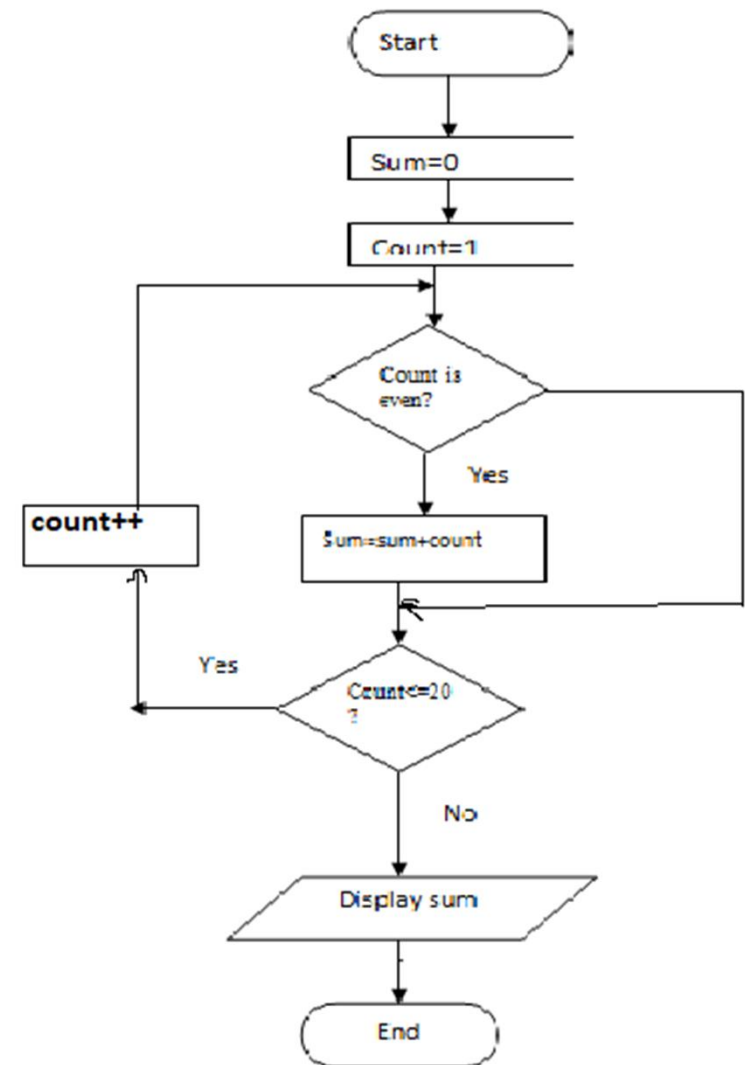 Start
Sum=0
Count=1
Count is
even?
Yes
count++
Sum=sum+count
Yes
Count<=20
?
No
Display sum
End